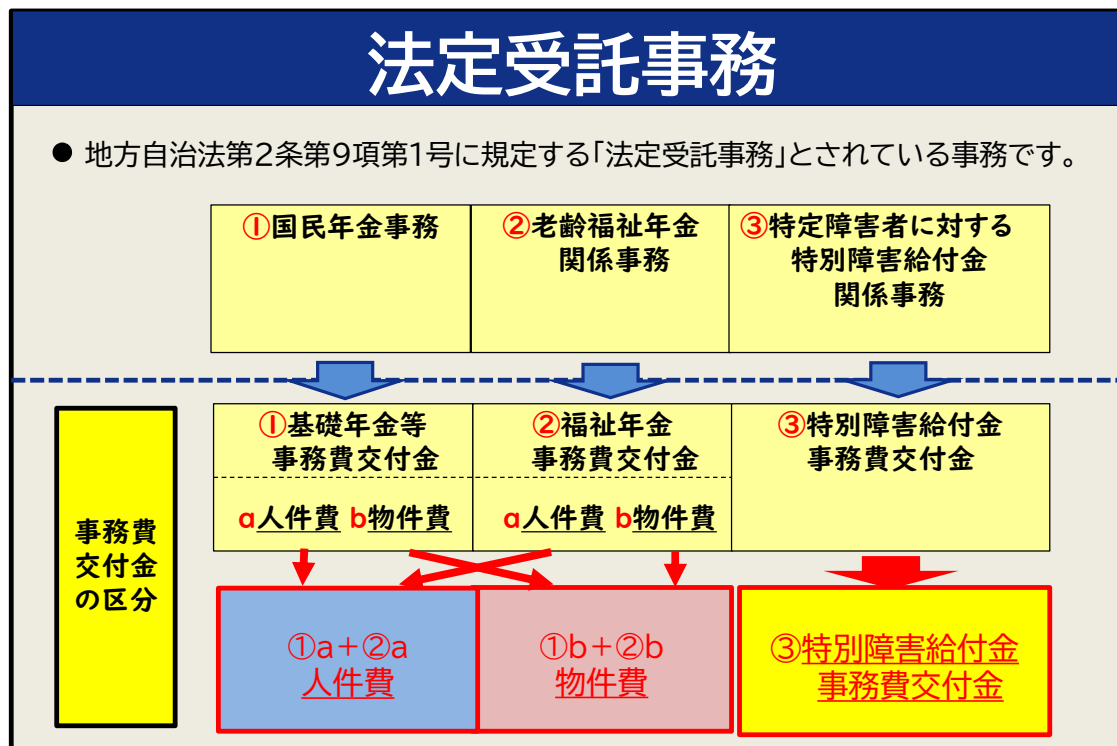 法定受託事務
● 地方自治法第2条第9項第1号に規定する「法定受託事務」とされている事務です。
①国民年金事務
②老齢福祉年金
関係事務
③特定障害者に対する
特別障害給付金
関係事務
事務費
交付金
の区分
①基礎年金等
事務費交付金
a人件費 b物件費
②福祉年金
事務費交付金
a人件費 b物件費
③特別障害給付金
事務費交付金
①a+②a
人件費
①b+②b
物件費
③特別障害給付金
事務費交付金